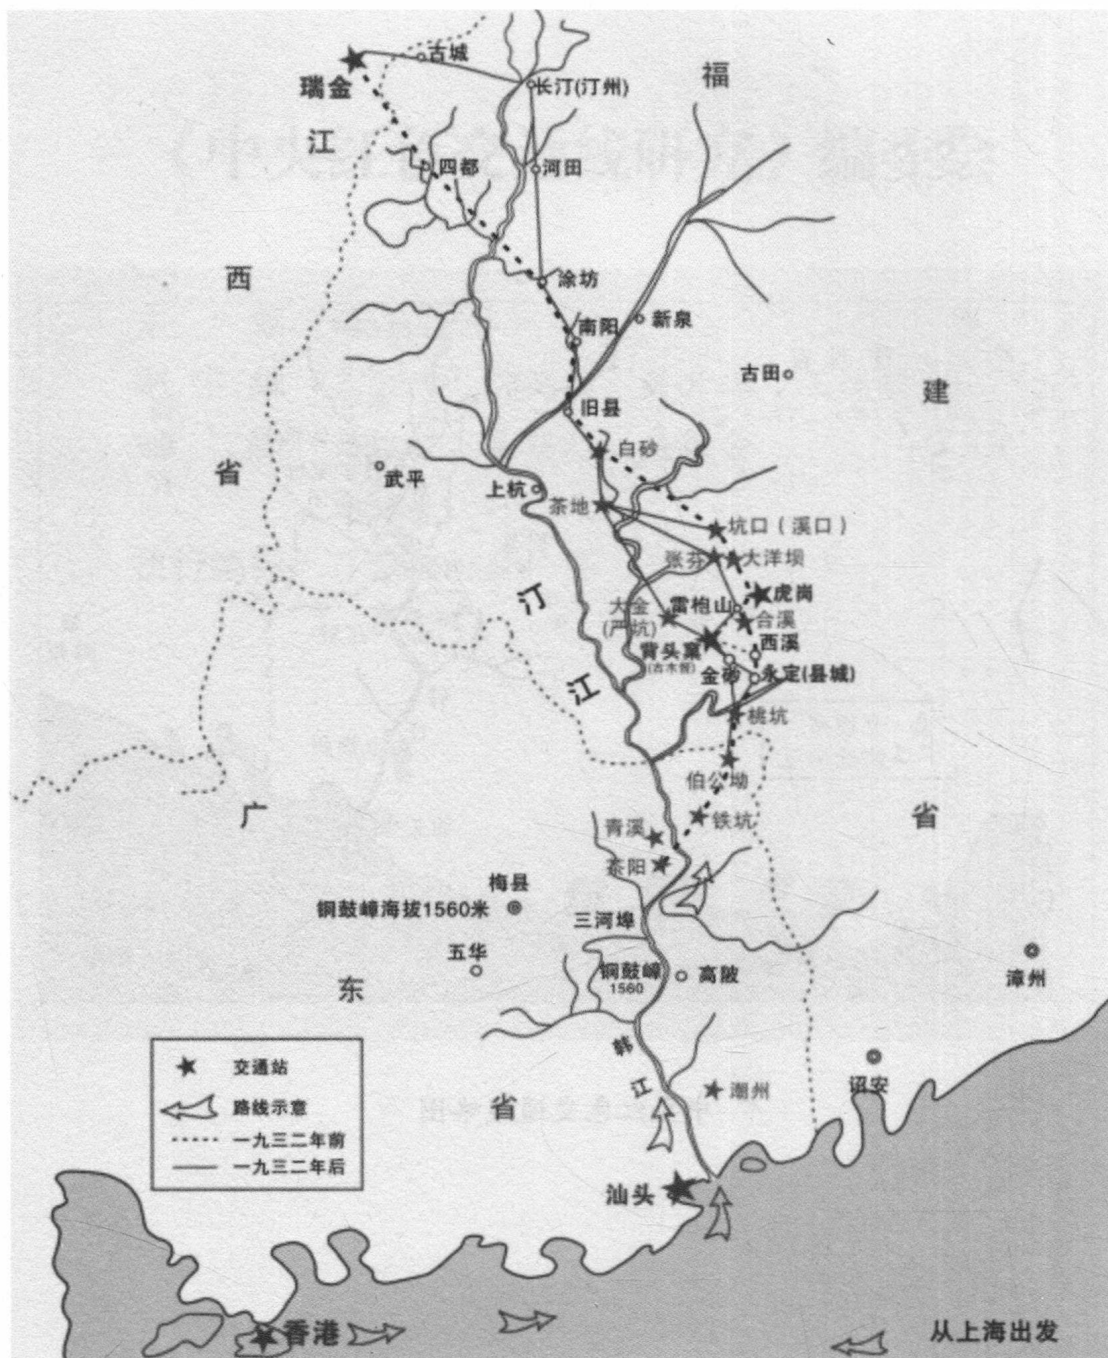 古城
瑞金
长汀(汀州)
福
江
四都
河田
西
涂坊
南阳
新泉
古田
建
旧县
白砂
省
武平
上杭
茶地
坑口(溪口)
张芬
大洋坝
汀
虎岗
大金
(严坑)
雷枹山
合溪
背头窠
西溪
江
金砂
永定(县城)
桃坑
伯公坳
广
省
铁坑
青溪
茶阳
梅县
铜鼓嶂海拔1560米
三河埠
五华
铜鼓嶂
1560
高陂
漳州
东
韩
江
诏安
潮州
省
交通站
路线示意
一九三二年前
一九三二年后
汕头
香港
从上海出发